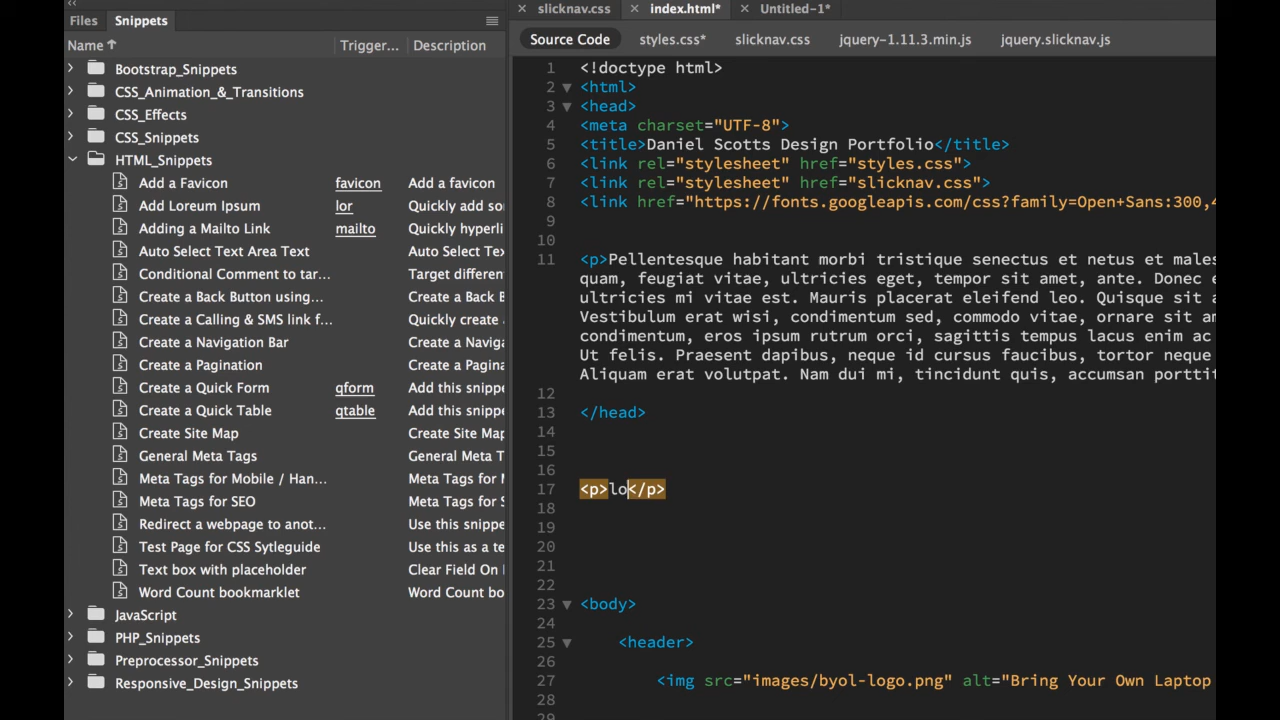 slicknav.css index.html* Untitled-1*
Files Snippets
Source Code styles.css* slicknav.css jquery-1.11.3.min.js jquery.slicknav.js
Name Trigger... Description
Bootstrap_Snippets
CSS_Animation_&_Transitions
CSS_Effects
CSS_Snippets
HTML_Snippets
Add a Favicon favicon Add a favicon
Add Loreum Ipsum lor Quickly add so
Adding a Mailto Link mailto Quickly hyperli
Auto Select Text Area Text Auto Select Tex
Conditional Comment to tar... Target different
Create a Back Button using... Create a Back B
Create a Calling & SMS link f... Quickly create
Create a Navigation Bar Create a Naviga
Create a Pagination Create a Pagina
Create a Quick Form qform Add this snippe
Create a Quick Table qtable Add this snippe
Create Site Map Create Site Map
General Meta Tags General Meta T
Meta Tags for Mobile / Han... Meta Tags for M
Meta Tags for SEO Meta Tags for S
Redirect a webpage to anot... Use this snippe
Test Page for CSS Sytleguide Use this as a te
Text box with placeholder Clear Field On
Word Count bookmarklet Word Count bo
JavaScript
PHP_Snippets
Preprocessor_Snippets
Responsive_Design_Snippets
1 <!doctype html>
2 <html>
3 <head>
4 <meta charset="UTF-8">
5 <title>Daniel Scotts Design Portfolio</title>
6 <link rel="stylesheet" href="styles.css">
7 <link rel="stylesheet" href="slicknav.css">
8 <link href="https://fonts.googleapis.com/css?family=Open+Sans:300,4
9
10
11 <p>Pellentesque habitant morbi tristique senectus et netus et males
quam, feugiat vitae, ultricies eget, tempor sit amet, ante. Donec e
ultricies mi vitae est. Mauris placerat eleifend leo. Quisque sit a
Vestibulum erat wisi, condimentum sed, commodo vitae, ornare sit am
condimentum, eros ipsum rutrum orci, sagittis tempus lacus enim ac
Ut felis. Praesent dapibus, neque id cursus faucibus, tortor neque
Aliquam erat volutpat. Nam dui mi, tincidunt quis, accumsan porttit
12
13 </head>
14
15
16
17 <p>lo</p>
18
19
20
21
22
23 <body>
24
25 <header>
26
27 <img src="images/byol-logo.png" alt="Bring Your Own Laptop
28
29